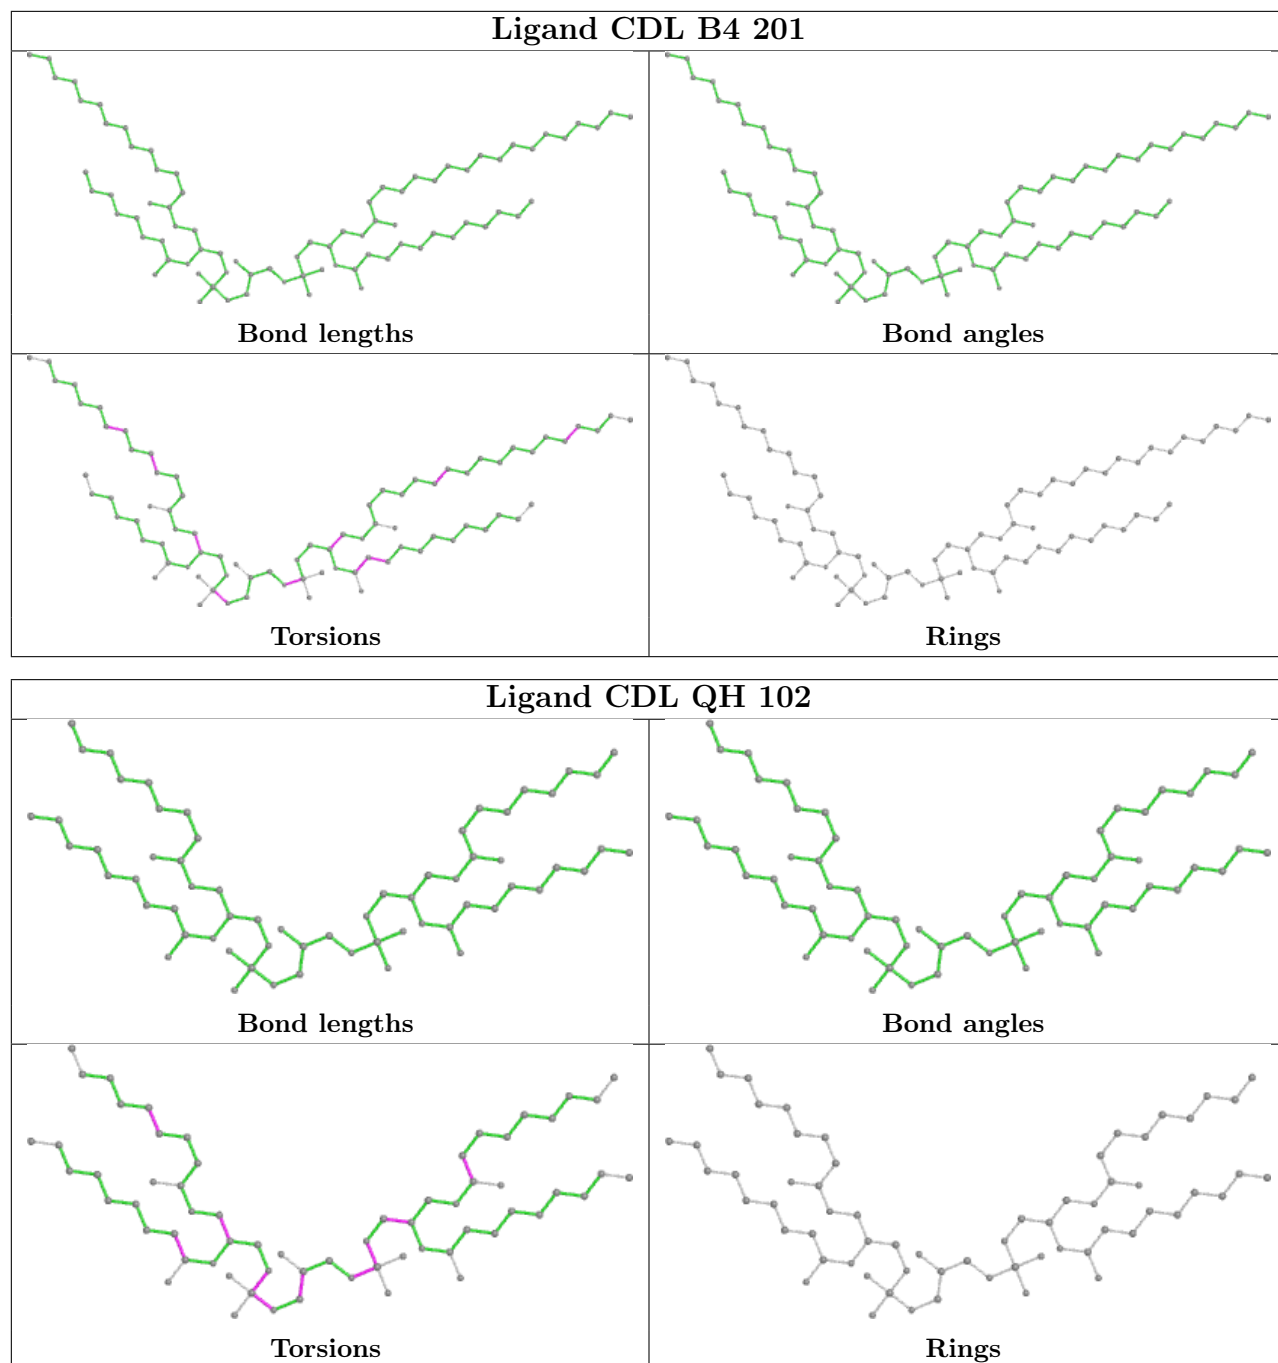 Ligand CDL B4 201
Bond lengths
Bond angles
Torsions
Rings
Ligand CDL QH 102
Bond lengths
Bond angles
Torsions
Rings